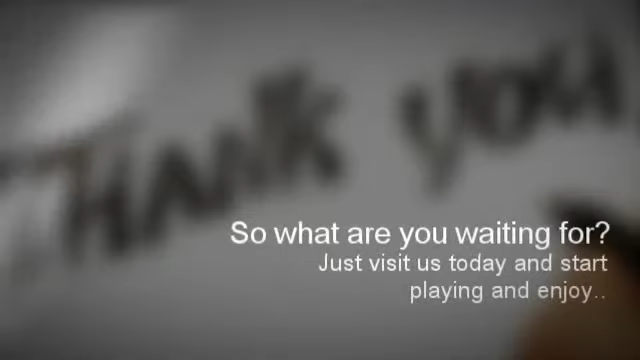 THANK YOU
So what are you waiting for?
Just visit us today and start
playing and enjoy..